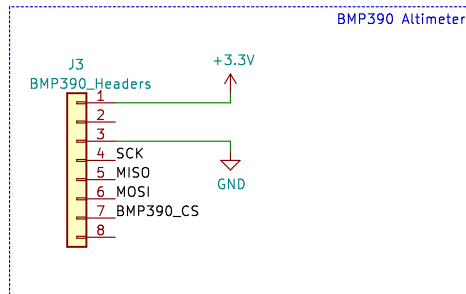 BMP390 Altimeter
J3
+3.3V
BMP390_Headers
1
2
3
4 SCK
5 MISO
GND
6 MOSI
7 BMP390_CS
8